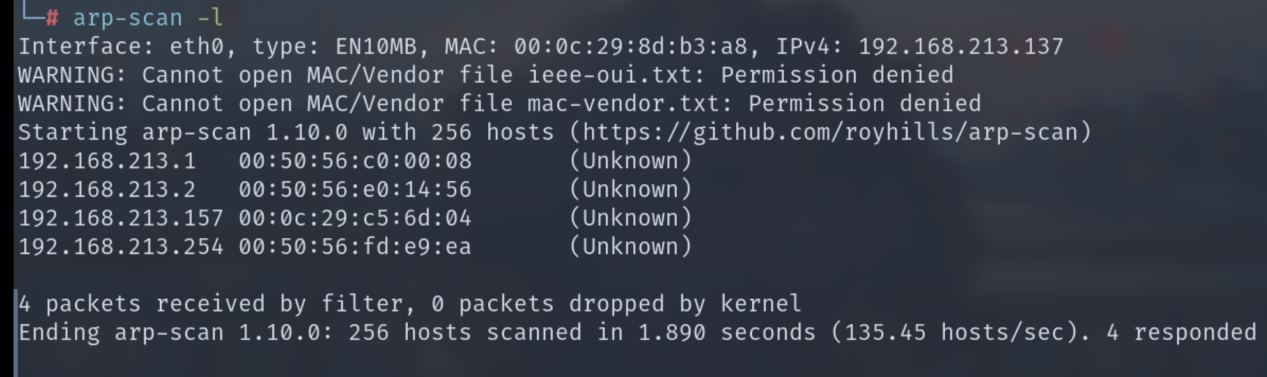 └─# arp-scan -l
Interface: eth0, type: EN10MB, MAC: 00:0c:29:8d:b3:a8, IPv4: 192.168.213.137
WARNING: Cannot open MAC/Vendor file ieee-oui.txt: Permission denied
WARNING: Cannot open MAC/Vendor file mac-vendor.txt: Permission denied
Starting arp-scan 1.10.0 with 256 hosts (https://github.com/royhills/arp-scan)
192.168.213.1   00:50:56:c0:00:08       (Unknown)
192.168.213.2   00:50:56:e0:14:56       (Unknown)
192.168.213.157 00:0c:29:c5:6d:04       (Unknown)
192.168.213.254 00:50:56:fd:e9:ea       (Unknown)
4 packets received by filter, 0 packets dropped by kernel
Ending arp-scan 1.10.0: 256 hosts scanned in 1.890 seconds (135.45 hosts/sec). 4 responded